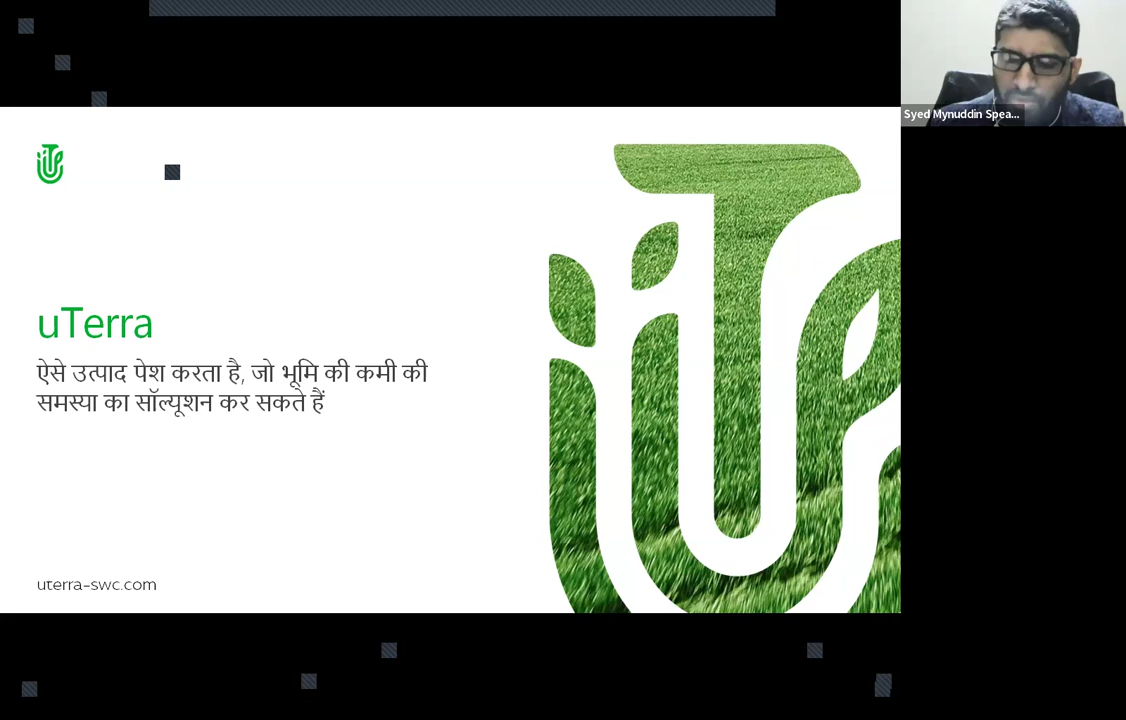 Syed Mynuddin Spea...
uTerra
ऐसे उत्पाद पेश करता है, जो भूमि की कमी की
समस्या का सॉल्यूशन कर सकते हैं
uterra-swc.com